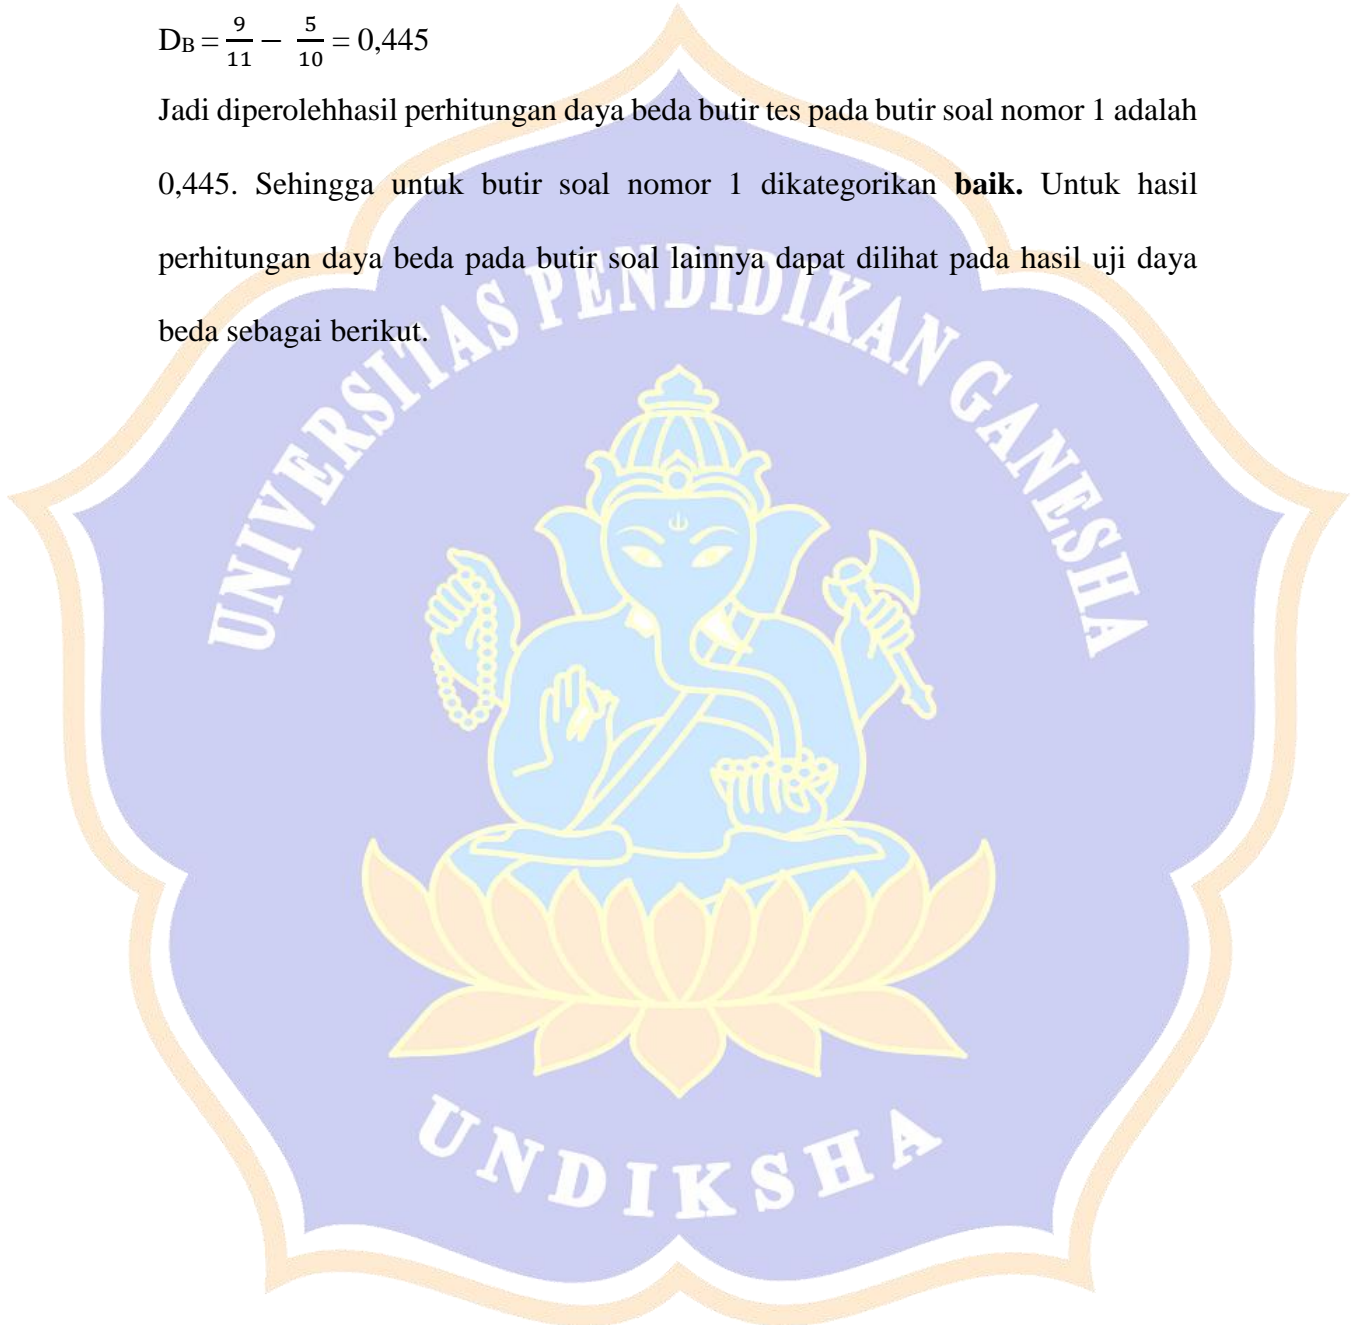 D_B = 9/11 − 5/10 = 0,445
Jadi diperolehhasil perhitungan daya beda butir tes pada butir soal nomor 1 adalah
0,445. Sehingga untuk butir soal nomor 1 dikategorikan baik. Untuk hasil
perhitungan daya beda pada butir soal lainnya dapat dilihat pada hasil uji daya
beda sebagai berikut.
UNIVERSITAS PENDIDIKAN GANESHA
UNDIKSHA